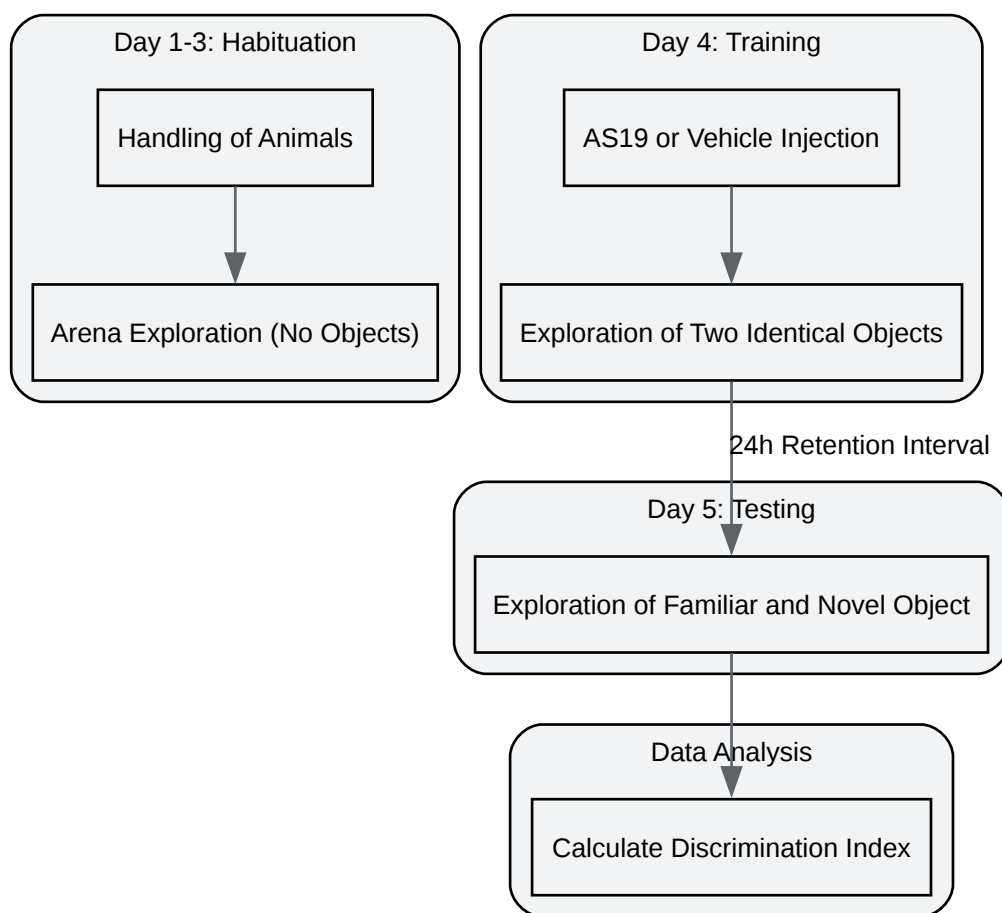 Day 1-3: Habituation
Handling of Animals
Arena Exploration (No Objects)
Day 4: Training
AS19 or Vehicle Injection
Exploration of Two Identical Objects
24h Retention Interval
Day 5: Testing
Exploration of Familiar and Novel Object
Data Analysis
Calculate Discrimination Index